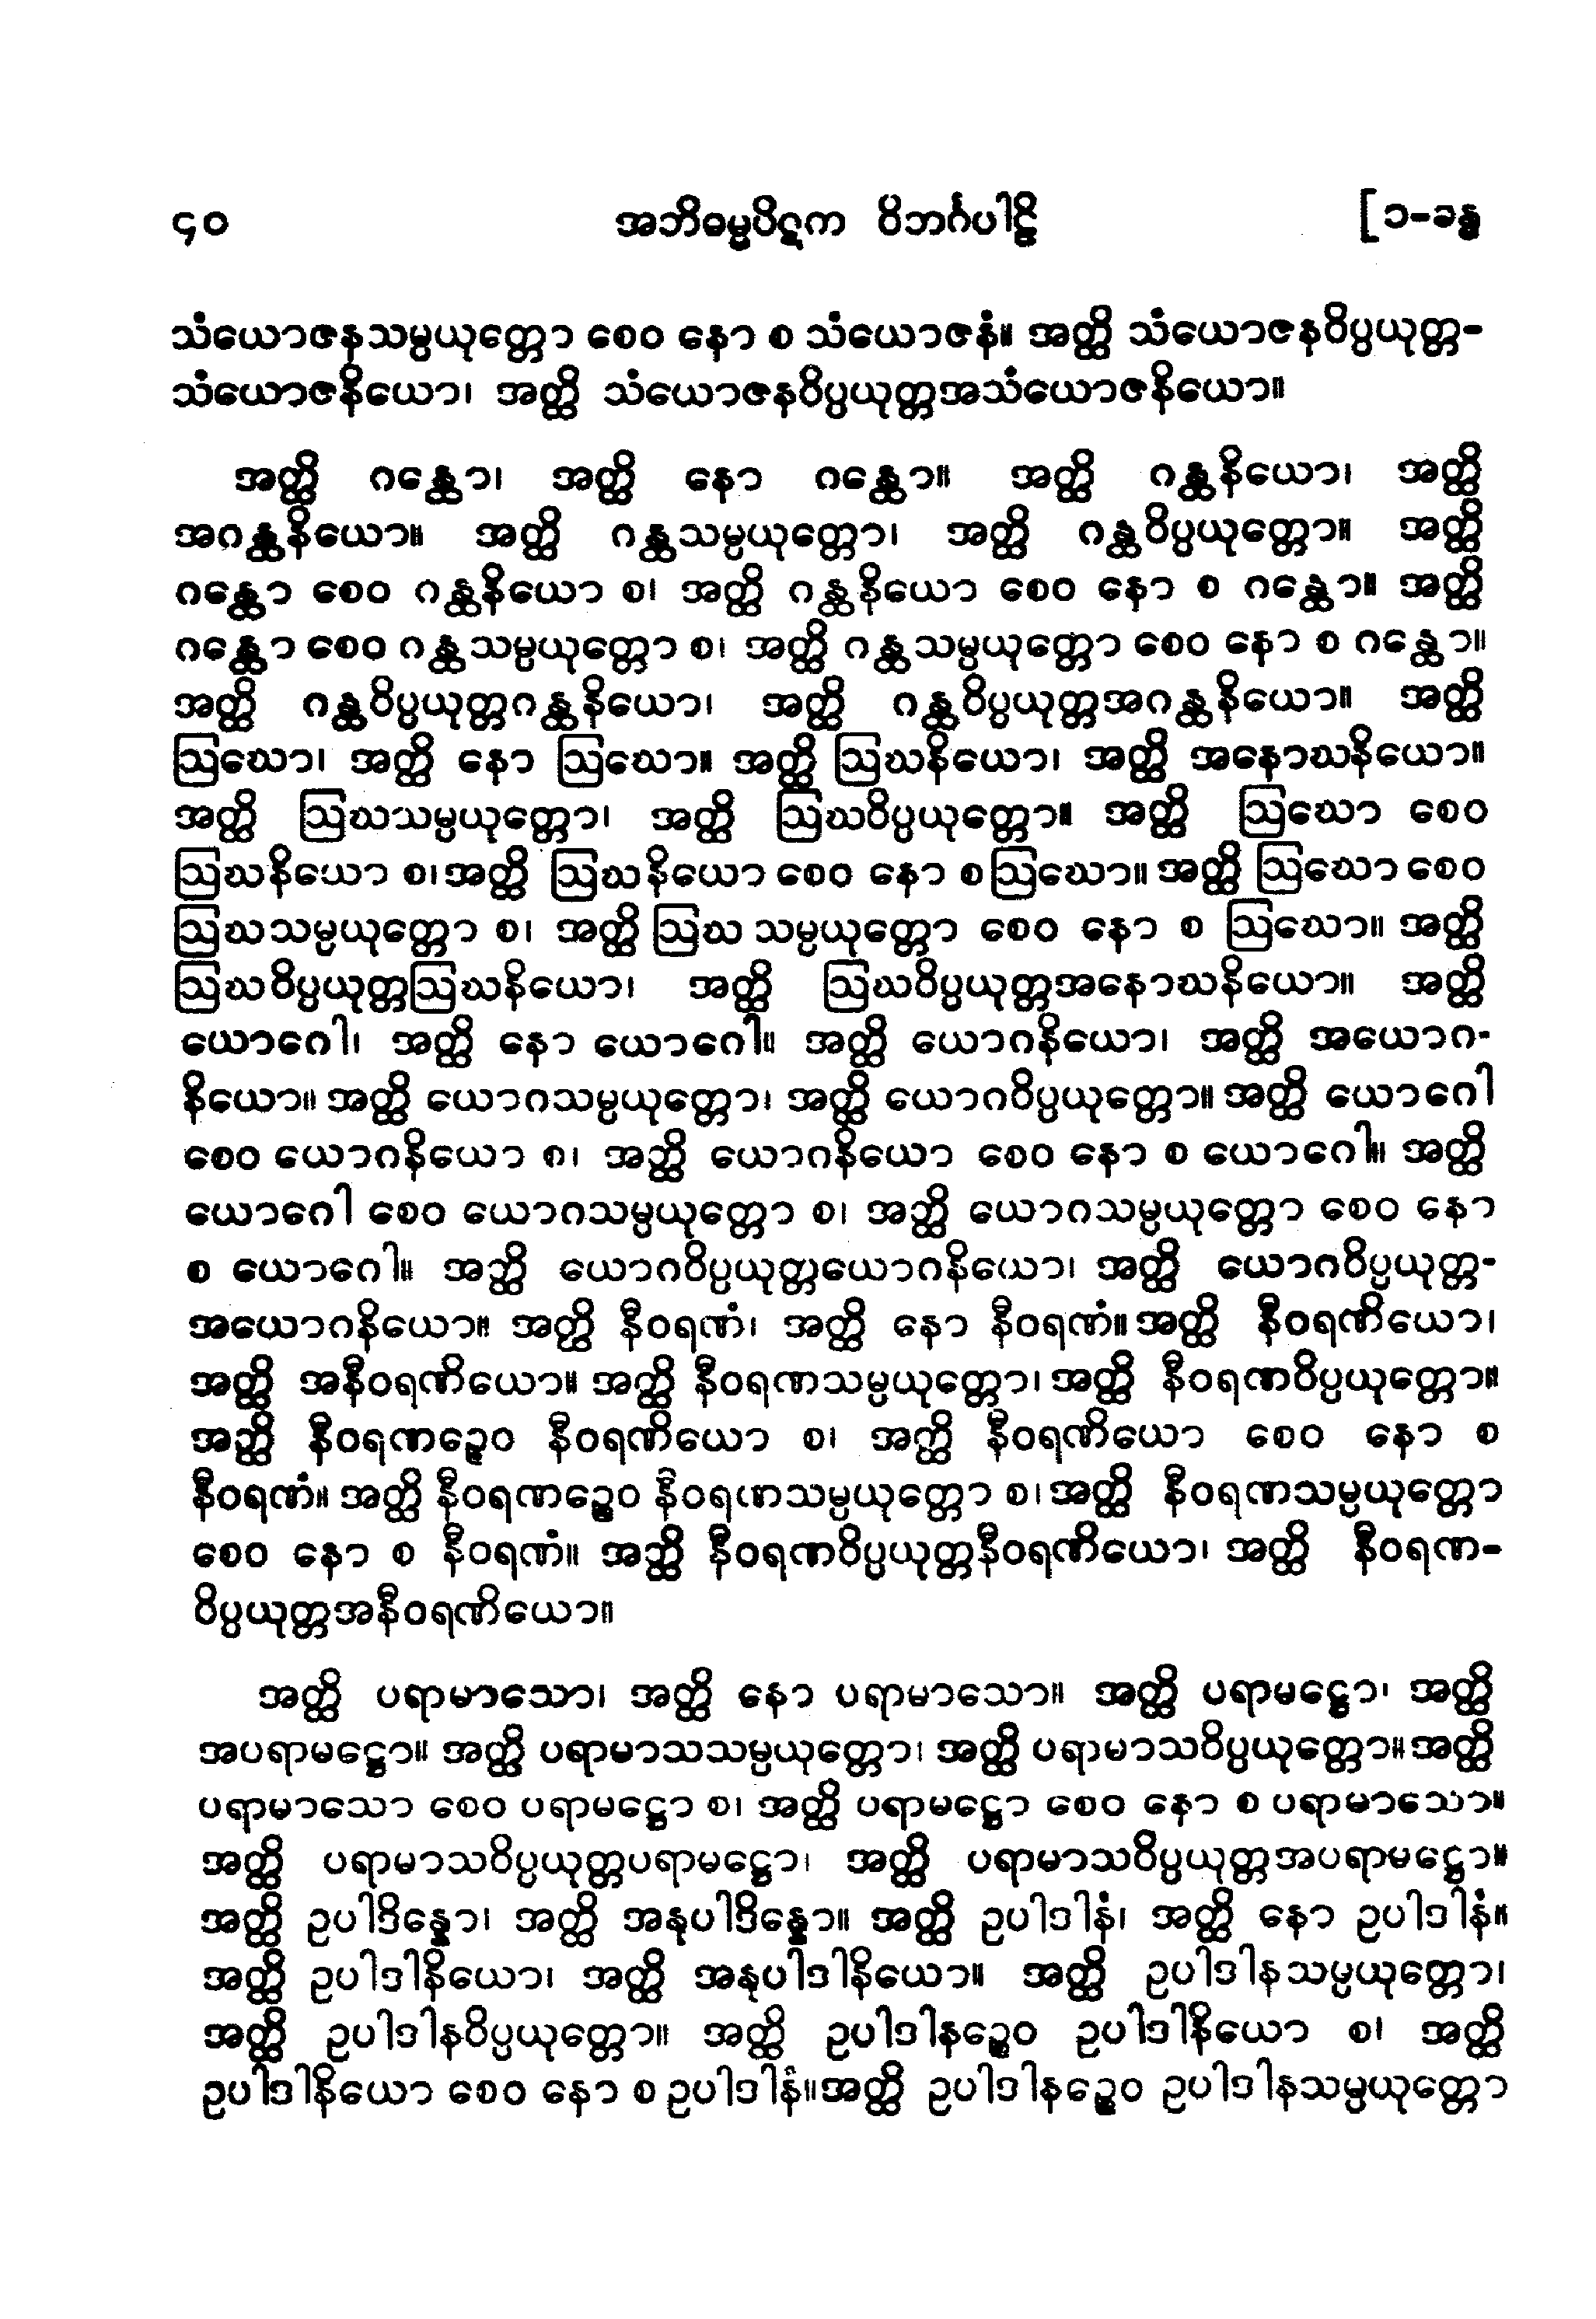 ၄၀ အဘိဓမ္မပိဋက ဝိဘင်္ဂပါဠိ [၁-ခန္ဓ
သံယောဇနသမ္ပယုတ္တော စေဝ နော စ သံယောဇနံ။ အတ္ထိ သံယောဇနဝိပ္ပယုတ္တ-
သံယောဇနိယော၊ အတ္ထိ သံယောဇနဝိပ္ပယုတ္တအသံယောဇနိယော။
အတ္ထိ ဂန္ထော၊ အတ္ထိ နော ဂန္ထော။ အတ္ထိ ဂန္ထနိယော၊ အတ္ထိ
အဂန္ထနိယော။ အတ္ထိ ဂန္ထသမ္ပယုတ္တော၊ အတ္ထိ ဂန္ထဝိပ္ပယုတ္တော။ အတ္ထိ
ဂန္ထော စေဝ ဂန္ထနိယော စ၊ အတ္ထိ ဂန္ထနိယော စေဝ နော စ ဂန္ထော။ အတ္ထိ
ဂန္ထော စေဝ ဂန္ထသမ္ပယုတ္တော စ၊ အတ္ထိ ဂန္ထသမ္ပယုတ္တော စေဝ နော စ ဂန္ထော။
အတ္ထိ ဂန္ထဝိပ္ပယုတ္တဂန္ထနိယော၊ အတ္ထိ ဂန္ထဝိပ္ပယုတ္တအဂန္ထနိယော။ အတ္ထိ
ဩဃော၊ အတ္ထိ နော ဩဃော။ အတ္ထိ ဩဃနိယော၊ အတ္ထိ အနောဃနိယော။
အတ္ထိ ဩဃသမ္ပယုတ္တော၊ အတ္ထိ ဩဃဝိပ္ပယုတ္တော။ အတ္ထိ ဩဃော စေဝ
ဩဃနိယော စ၊အတ္ထိ ဩဃနိယော စေဝ နော စ ဩဃော။ အတ္ထိ ဩဃော စေဝ
ဩဃသမ္ပယုတ္တော စ၊ အတ္ထိ ဩဃ သမ္ပယုတ္တော စေဝ နော စ ဩဃော။ အတ္ထိ
ဩဃဝိပ္ပယုတ္တဩဃနိယော၊ အတ္ထိ ဩဃဝိပ္ပယုတ္တအနောဃနိယော။ အတ္ထိ
ယောဂေါ၊ အတ္ထိ နော ယောဂေါ။ အတ္ထိ ယောဂနိယော၊ အတ္ထိ အယောဂ-
နိယော။ အတ္ထိ ယောဂသမ္ပယုတ္တော၊ အတ္ထိ ယောဂဝိပ္ပယုတ္တော။ အတ္ထိ ယောဂေါ
စေဝ ယောဂနိယော စ၊ အတ္ထိ ယောဂနိယော စေဝ နော စ ယောဂေါ။ အတ္ထိ
ယောဂေါ စေဝ ယောဂသမ္ပယုတ္တော စ၊ အတ္ထိ ယောဂသမ္ပယုတ္တော စေဝ နော
စ ယောဂေါ။ အတ္ထိ ယောဂဝိပ္ပယုတ္တယောဂနိယော၊ အတ္ထိ ယောဂဝိပ္ပယုတ္တ-
အယောဂနိယော။ အတ္ထိ နီဝရဏံ၊ အတ္ထိ နော နီဝရဏံ။ အတ္ထိ နီဝရဏိယော၊
အတ္ထိ အနီဝရဏိယော။ အတ္ထိ နီဝရဏသမ္ပယုတ္တော၊ အတ္ထိ နီဝရဏဝိပ္ပယုတ္တော။
အတ္ထိ နီဝရဏဉ္စေဝ နီဝရဏိယော စ၊ အတ္ထိ နီဝရဏိယော စေဝ နော စ
နီဝရဏံ။ အတ္ထိ နီဝရဏဉ္စေဝ နီဝရဏသမ္ပယုတ္တော စ၊အတ္ထိ နီဝရဏသမ္ပယုတ္တော
စေဝ နော စ နီဝရဏံ။ အတ္ထိ နီဝရဏဝိပ္ပယုတ္တနီဝရဏိယော၊ အတ္ထိ နီဝရဏ-
ဝိပ္ပယုတ္တအနီဝရဏိယော။
အတ္ထိ ပရာမာသော၊ အတ္ထိ နော ပရာမာသော။ အတ္ထိ ပရာမဋ္ဌော၊ အတ္ထိ
အပရာမဋ္ဌော။ အတ္ထိ ပရာမာသသမ္ပယုတ္တော၊ အတ္ထိ ပရာမာသဝိပ္ပယုတ္တော။အတ္ထိ
ပရာမာသော စေဝ ပရာမဋ္ဌော စ၊ အတ္ထိ ပရာမဋ္ဌော စေဝ နော စ ပရာမာသော။
အတ္ထိ ပရာမာသဝိပ္ပယုတ္တပရာမဋ္ဌော၊ အတ္ထိ ပရာမာသဝိပ္ပယုတ္တအပရာမဋ္ဌော။
အတ္ထိ ဥပါဒိန္နော၊ အတ္ထိ အနုပါဒိန္နော။ အတ္ထိ ဥပါဒါနံ၊ အတ္ထိ နော ဥပါဒါနံ။
အတ္ထိ ဥပါဒါနိယော၊ အတ္ထိ အနုပါဒါနိယော။ အတ္ထိ ဥပါဒါနသမ္ပယုတ္တော၊
အတ္ထိ ဥပါဒါနဝိပ္ပယုတ္တော။ အတ္ထိ ဥပါဒါနဉ္စေဝ ဥပါဒါနိယော စ၊ အတ္ထိ
ဥပါဒါနိယော စေဝ နော စ ဥပါဒါနံ။အတ္ထိ ဥပါဒါနဉ္စေဝ ဥပါဒါနသမ္ပယုတ္တော